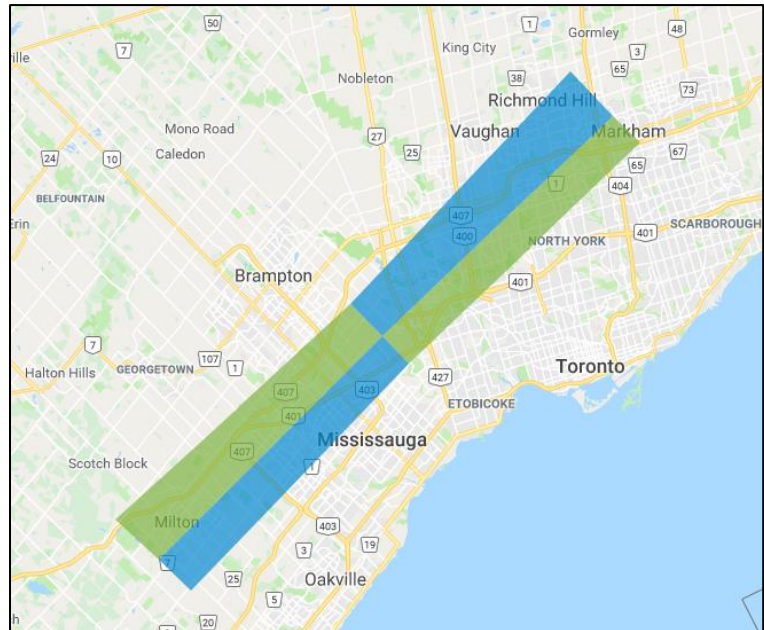 50
1
Gormley
48
ville
7
King City
3
65
Nobleton
38
73
Richmond Hill
Mono Road
27
Vaughan
Markham
Caledon
25
67
24
10
65
1
404
BELFOUNTAIN
407
SCARBOROUGH
Erin
400
NORTH YORK
401
Brampton
401
7
107
GEORGETOWN
1
Toronto
Halton Hills
427
407
403
ETOBICOKE
401
Mississauga
407
Scotch Block
1
Milton
403
19
7
3
25
Oakville
5
20
th